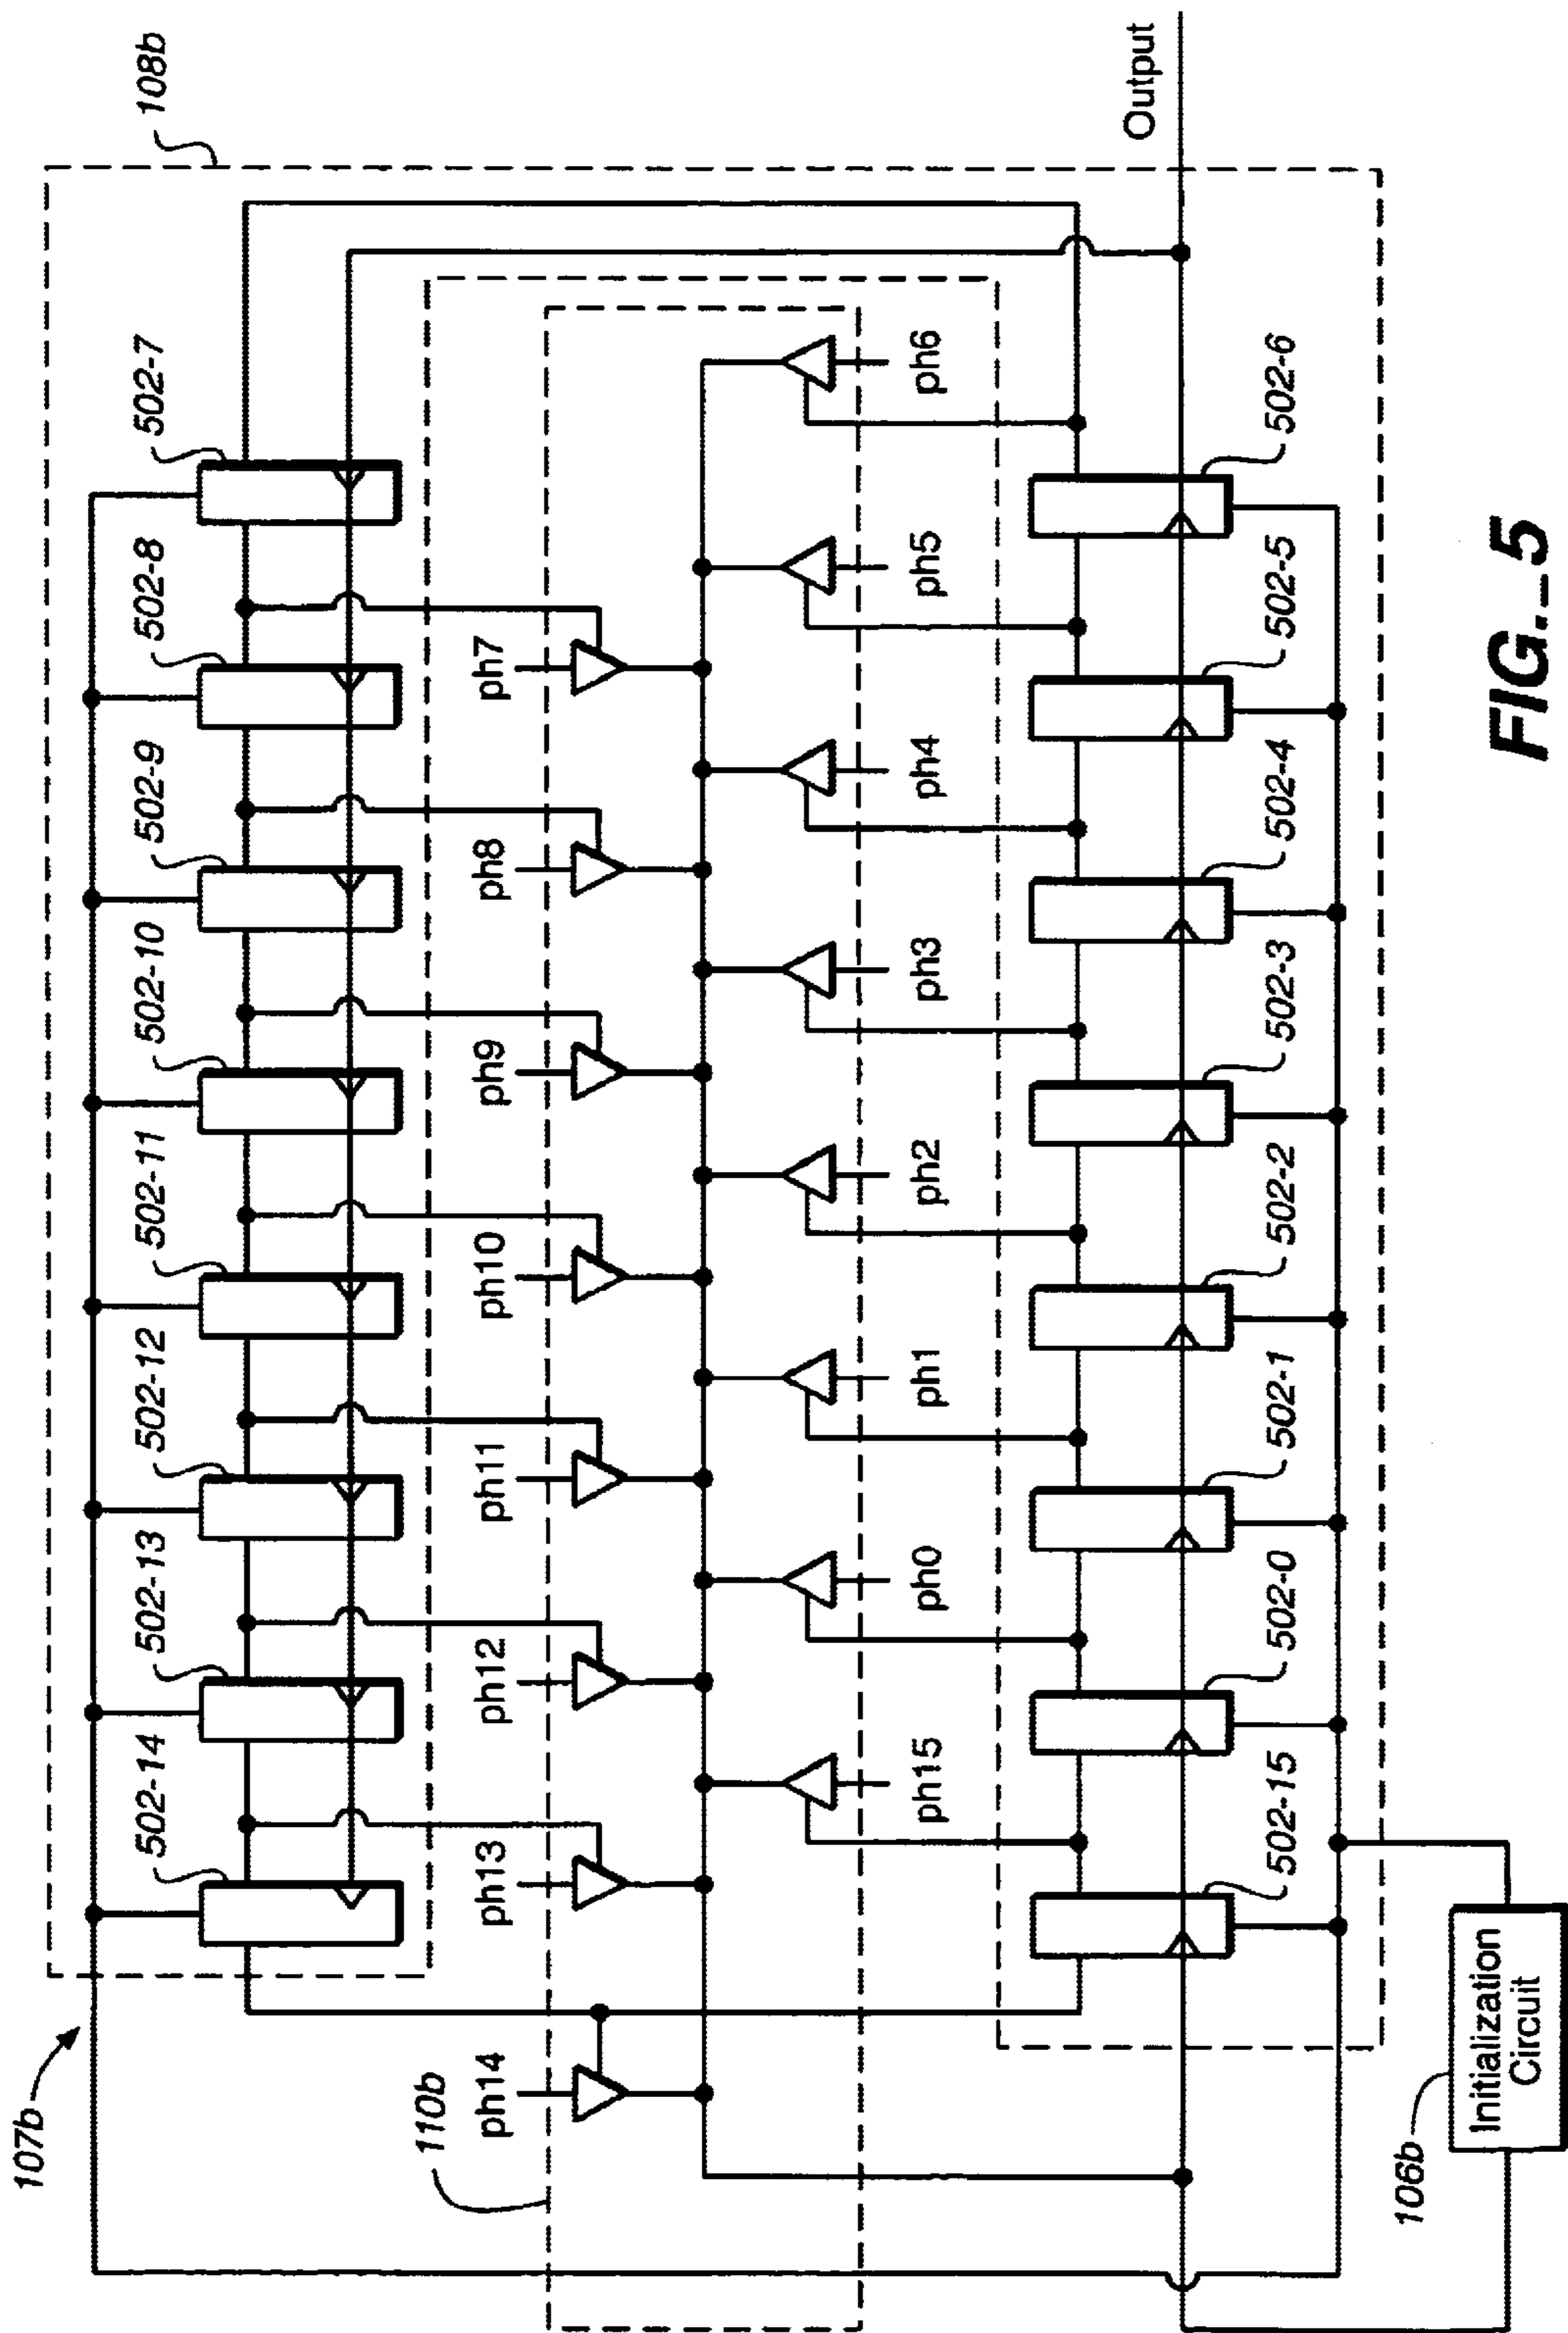 107b
108b
502-14
502-13
502-12
502-11
502-10
502-9
502-8
502-7
110b
ph14
ph13
ph12
ph11
ph10
ph9
ph8
ph7
ph15
ph0
ph1
ph2
ph3
ph4
ph5
ph6
Output
502-15
502-0
502-1
502-2
502-3
502-4
502-5
502-6
106b
Initialization
Circuit
FIG._5